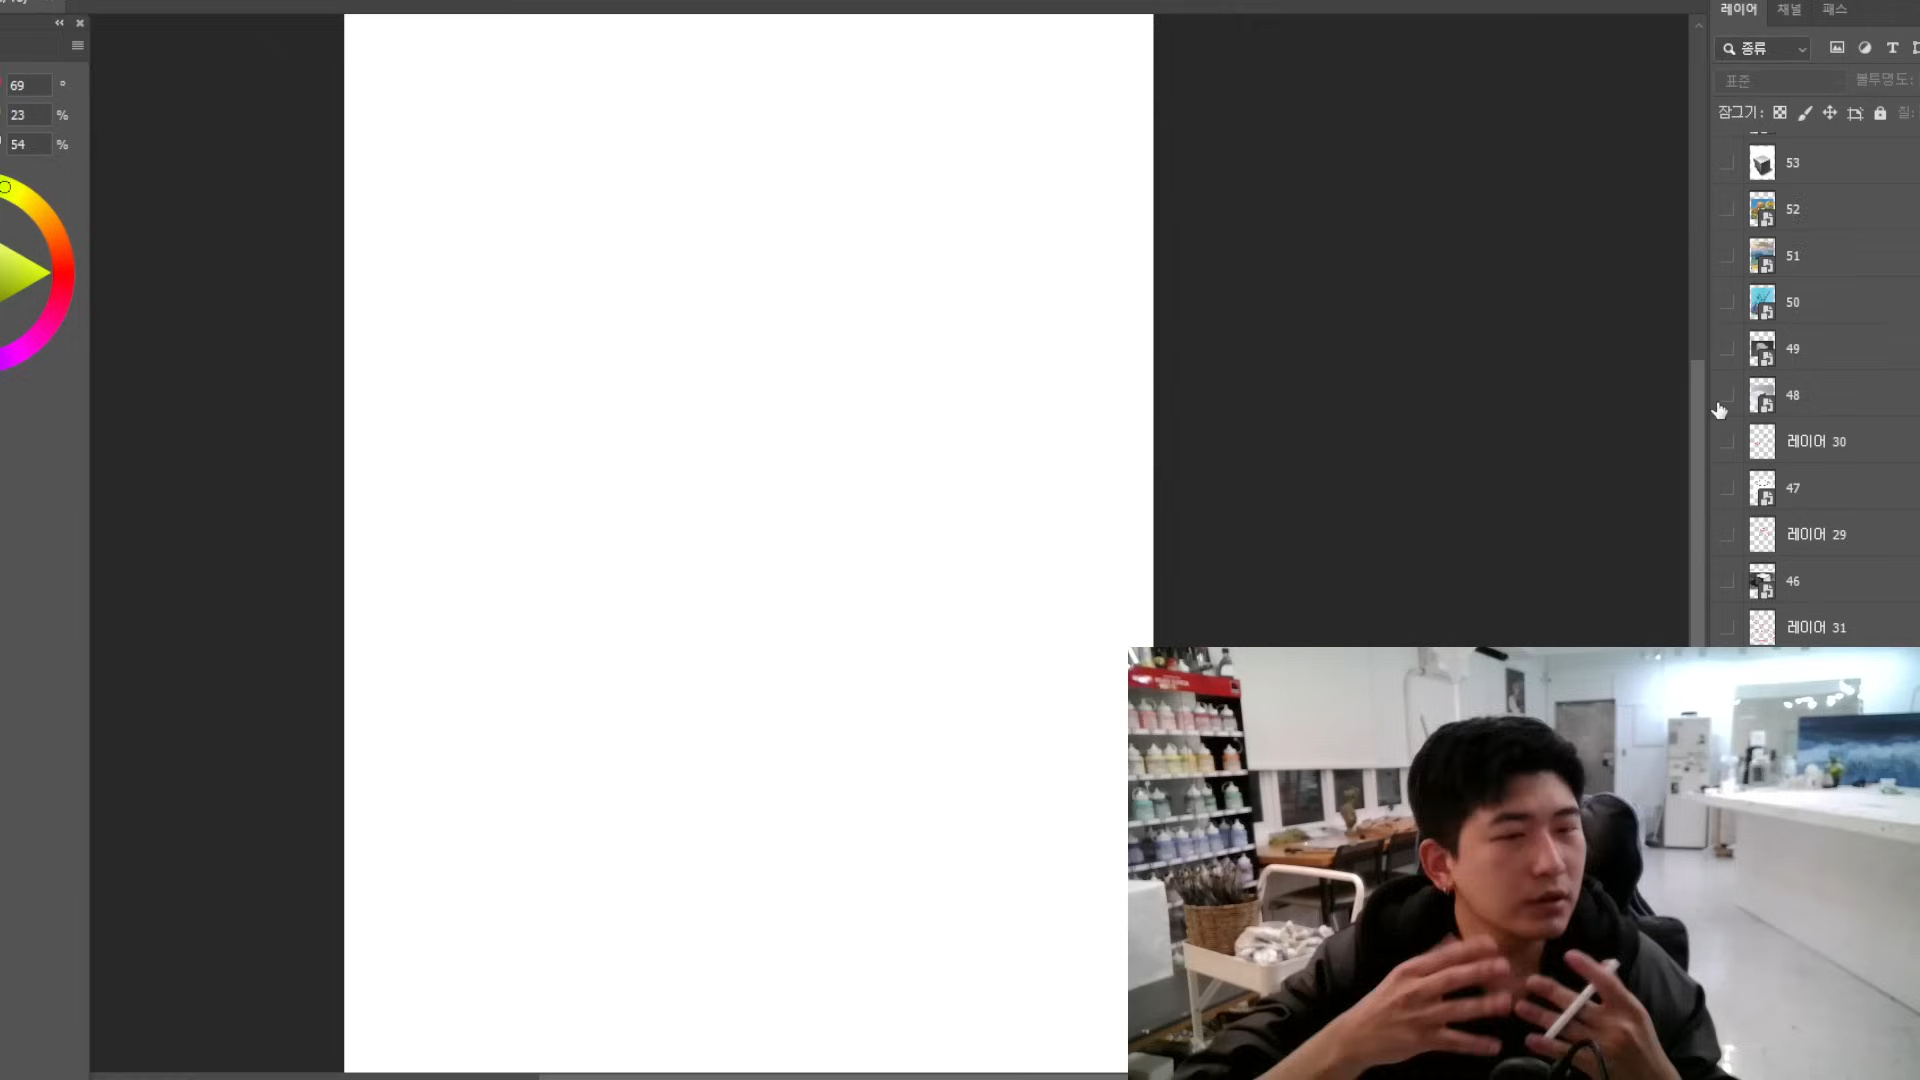 69 °
23 %
54 %
레이어 채널 패스
종류 T
표준 불투명도:
잠그기: 칠:
53
52
51
50
49
48
레이어 30
47
레이어 29
46
레이어 31